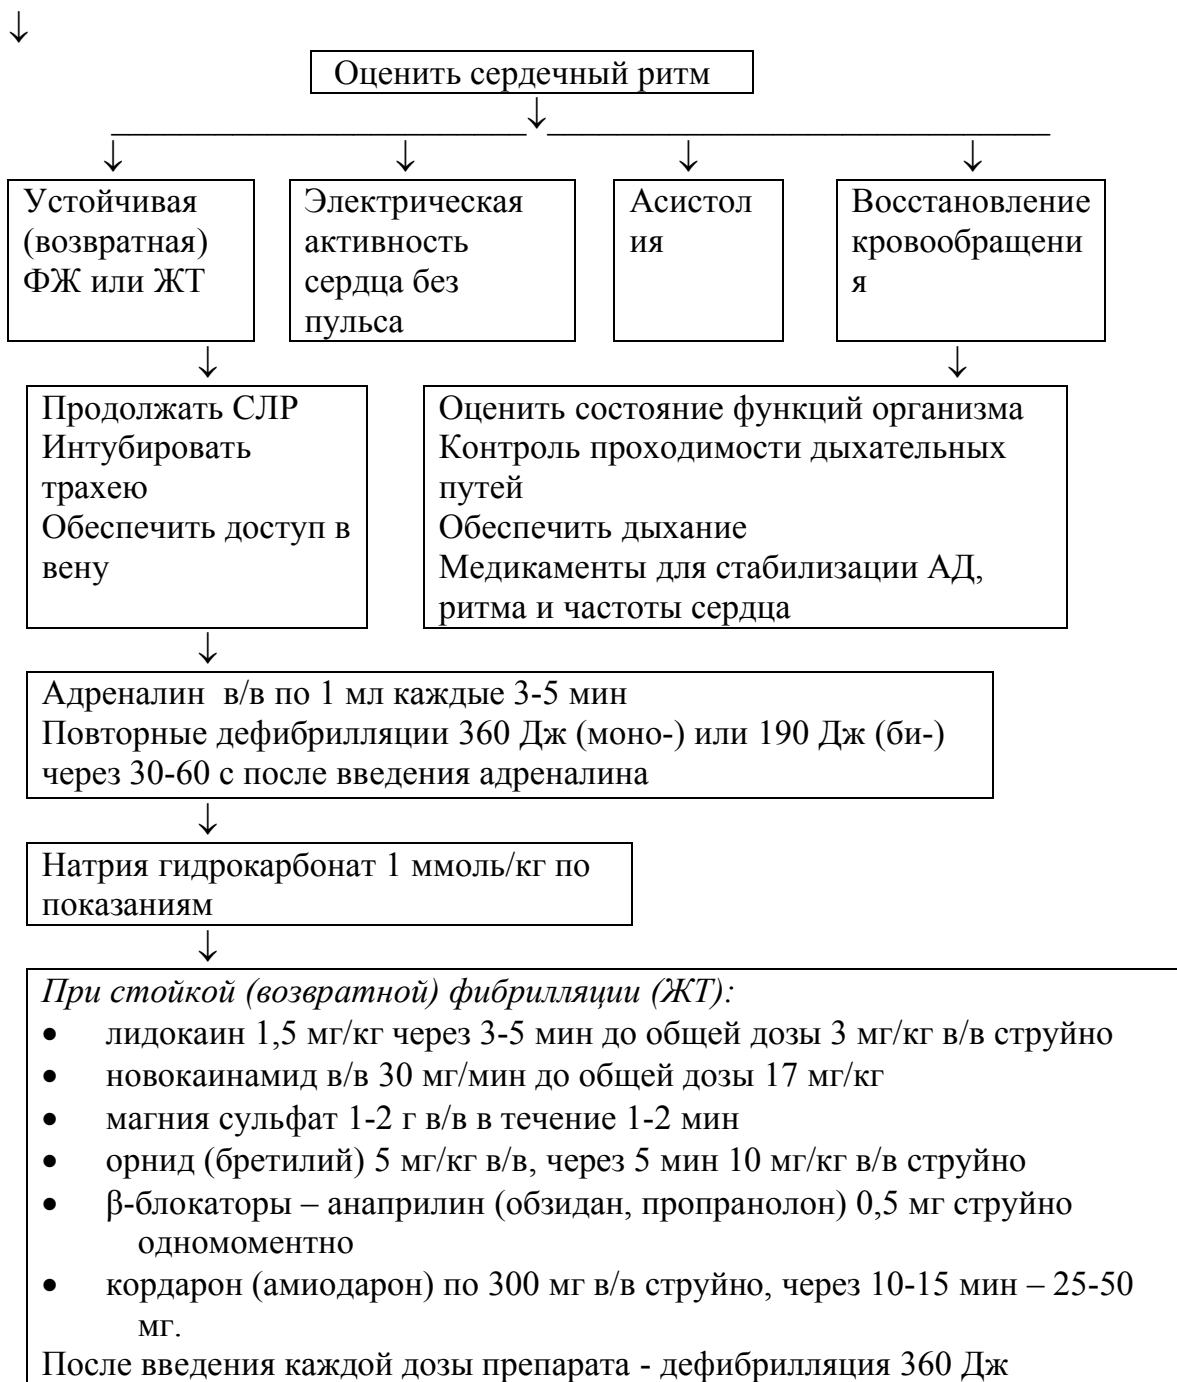 ↓
Оценить сердечный ритм
↓
↓ ↓ ↓ ↓
Устойчивая
(возвратная)
ФЖ или ЖТ
Электрическая
активность
сердца без
пульса
Асистол
ия
Восстановление
кровообращени
я
↓ ↓
Продолжать СЛР
Интубировать
трахею
Обеспечить доступ в
вену
Оценить состояние функций организма
Контроль проходимости дыхательных
путей
Обеспечить дыхание
Медикаменты для стабилизации АД,
ритма и частоты сердца
↓
Адреналин в/в по 1 мл каждые 3-5 мин
Повторные дефибрилляции 360 Дж (моно-) или 190 Дж (би-)
через 30-60 с после введения адреналина
↓
Натрия гидрокарбонат 1 ммоль/кг по
показаниям
↓
При стойкой (возвратной) фибрилляции (ЖТ):
• лидокаин 1,5 мг/кг через 3-5 мин до общей дозы 3 мг/кг в/в струйно
• новокаинамид в/в 30 мг/мин до общей дозы 17 мг/кг
• магния сульфат 1-2 г в/в в течение 1-2 мин
• орнид (бретилий) 5 мг/кг в/в, через 5 мин 10 мг/кг в/в струйно
• β-блокаторы – анаприлин (обзидан, пропранолон) 0,5 мг струйно
одномоментно
• кордарон (амиодарон) по 300 мг в/в струйно, через 10-15 мин – 25-50
мг.
После введения каждой дозы препарата - дефибрилляция 360 Дж